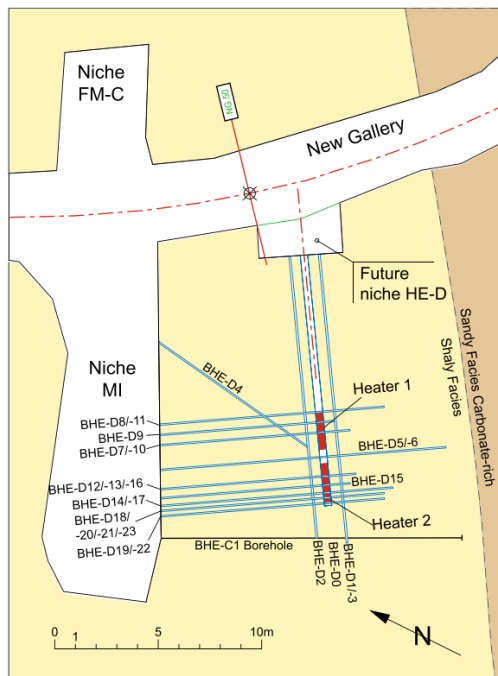 Niche
FM-C
NG 50
New Gallery
Future
niche HE-D
Sandy Facies Carbonate-rich
Shaly Facies
Niche
MI
BHE-D4
Heater 1
BHE-D8/-11
BHE-D9
BHE-D7/-10
BHE-D5/-6
BHE-D12/-13/-16
BHE-D15
BHE-D14/-17
BHE-D18/
-20/-21/-23
BHE-D19/-22
Heater 2
BHE-C1 Borehole
BHE-D2
BHE-D0
BHE-D1/-3
0 1 5 10m
N